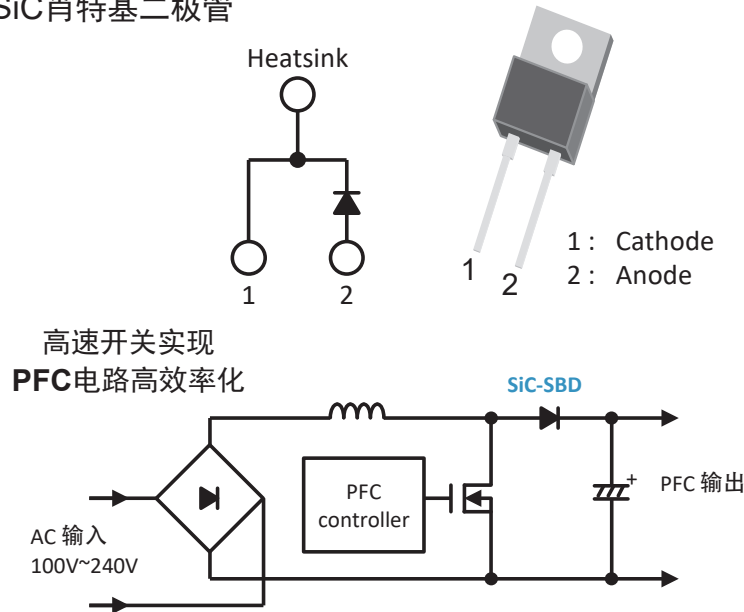 SiC肖特基二极管
Heatsink
1
2
1
2
1 : Cathode
2 : Anode
高速开关实现
PFC电路高效率化
SiC-SBD
PFC
controller
+
PFC 输出
AC 输入
100V~240V